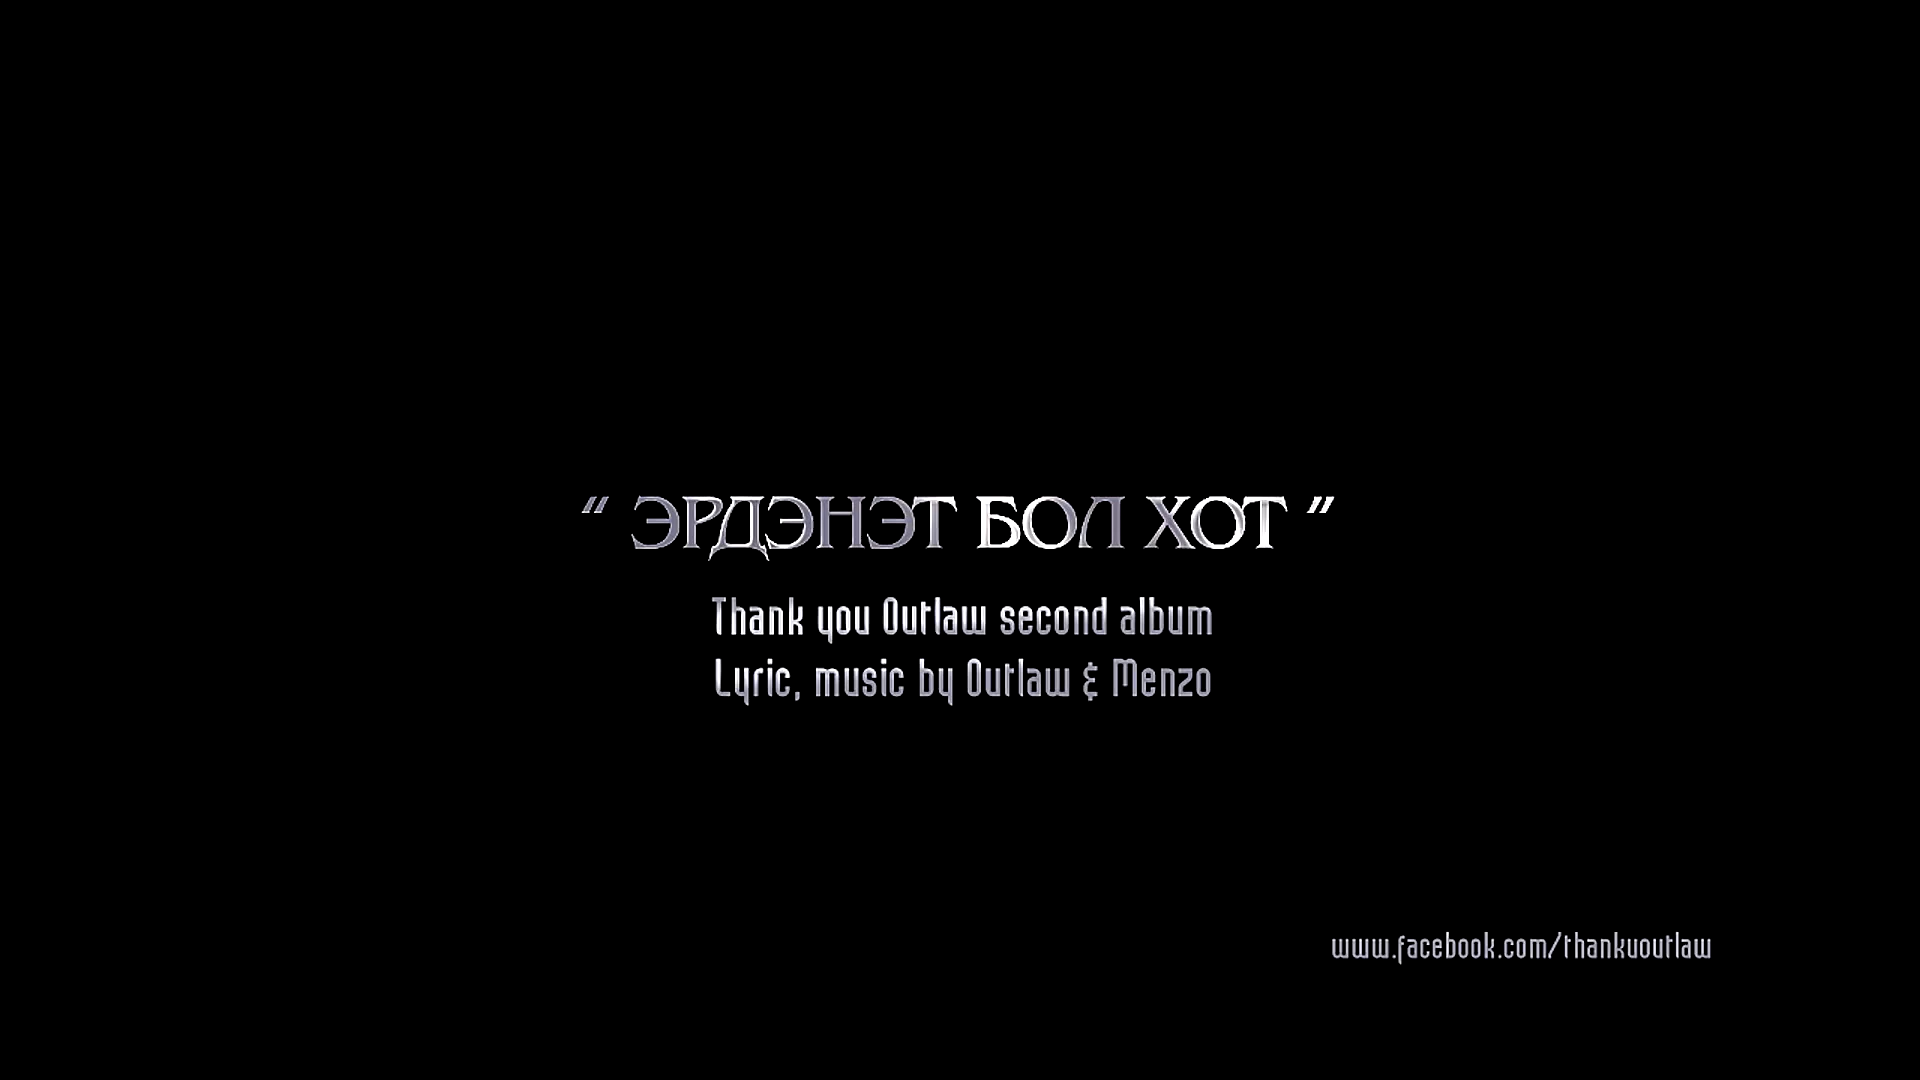 “ ЭРДЭНЭТ БОЛ ХОТ ”
Thank you Outlaw second album
Lyric, music by Outlaw & Menzo
www.facebook.com/thankuoutlaw